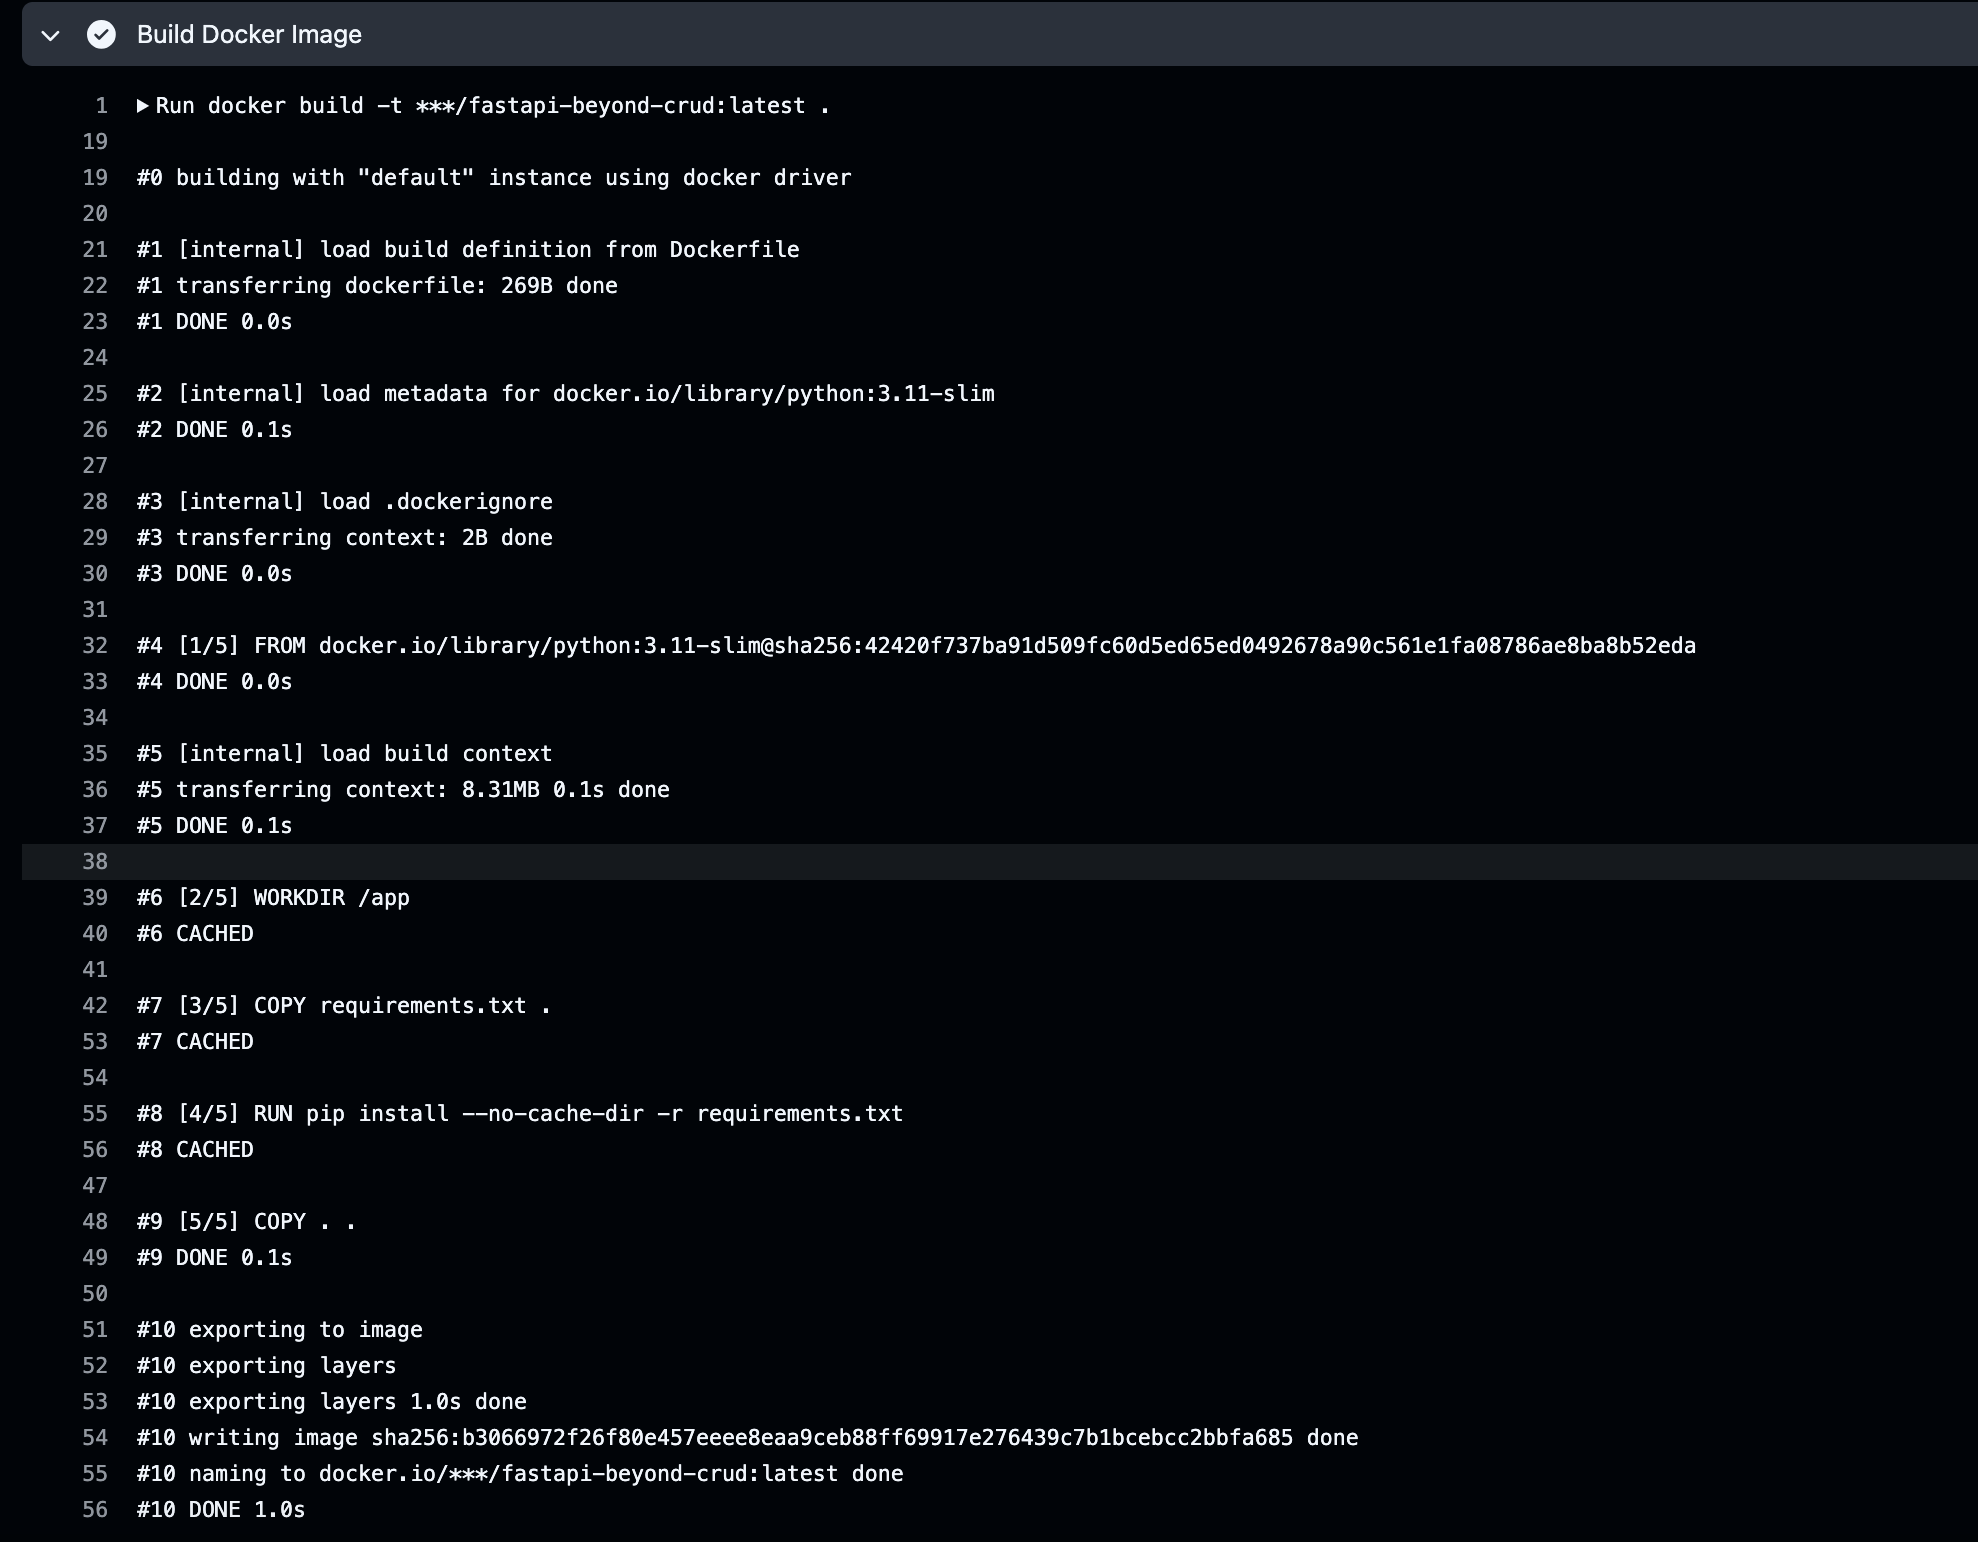 Build Docker Image
1 Run docker build -t ***/fastapi-beyond-crud:latest .
19
19 #0 building with "default" instance using docker driver
20
21 #1 [internal] load build definition from Dockerfile
22 #1 transferring dockerfile: 269B done
23 #1 DONE 0.0s
24
25 #2 [internal] load metadata for docker.io/library/python:3.11-slim
26 #2 DONE 0.1s
27
28 #3 [internal] load .dockerignore
29 #3 transferring context: 2B done
30 #3 DONE 0.0s
31
32 #4 [1/5] FROM docker.io/library/python:3.11-slim@sha256:42420f737ba91d509fc60d5ed65ed0492678a90c561e1fa08786ae8ba8b52eda
33 #4 DONE 0.0s
34
35 #5 [internal] load build context
36 #5 transferring context: 8.31MB 0.1s done
37 #5 DONE 0.1s
38
39 #6 [2/5] WORKDIR /app
40 #6 CACHED
41
42 #7 [3/5] COPY requirements.txt .
53 #7 CACHED
54
55 #8 [4/5] RUN pip install --no-cache-dir -r requirements.txt
56 #8 CACHED
47
48 #9 [5/5] COPY . .
49 #9 DONE 0.1s
50
51 #10 exporting to image
52 #10 exporting layers
53 #10 exporting layers 1.0s done
54 #10 writing image sha256:b3066972f26f80e457eeee8eaa9ceb88ff69917e276439c7b1bcebcc2bbfa685 done
55 #10 naming to docker.io/***/fastapi-beyond-crud:latest done
56 #10 DONE 1.0s